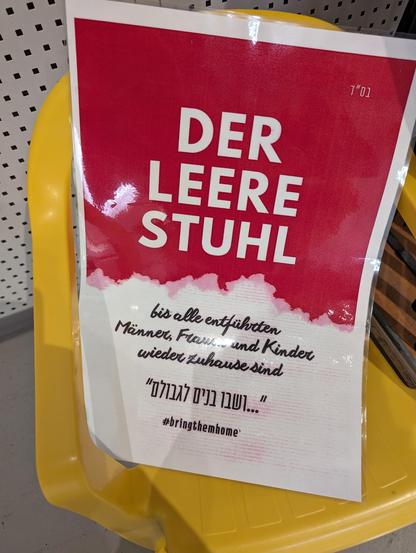 בס"ד
DER
LEERE
STUHL
bis alle entführten
Männer, Frauen und Kinder
wieder zuhause sind
"...ושבו בנים לגבולם"
#bringthemhome